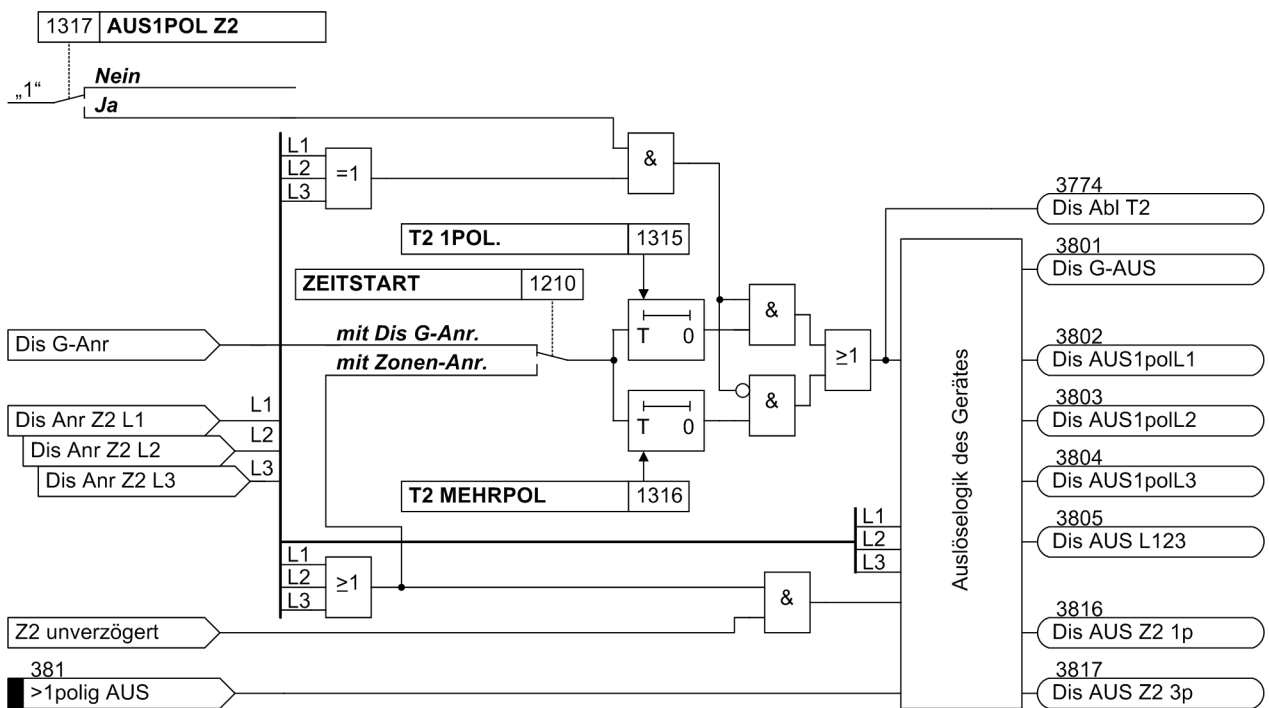 1317 AUS1POL Z2
„1“
Nein
Ja
L1
L2
L3
=1
&
T2 1POL.
1315
ZEITSTART
1210
Dis G-Anr
mit Dis G-Anr.
mit Zonen-Anr.
T 0
&
≥1
T 0
&
T2 MEHRPOL
1316
Dis Anr Z2 L1
L1
Dis Anr Z2 L2
L2
Dis Anr Z2 L3
L3
L1
L2
L3
≥1
&
L1
L2
L3
Z2 unverzögert
381
>1polig AUS
Auslöselogik des Gerätes
3774
Dis Abl T2
3801
Dis G-AUS
3802
Dis AUS1polL1
3803
Dis AUS1polL2
3804
Dis AUS1polL3
3805
Dis AUS L123
3816
Dis AUS Z2 1p
3817
Dis AUS Z2 3p